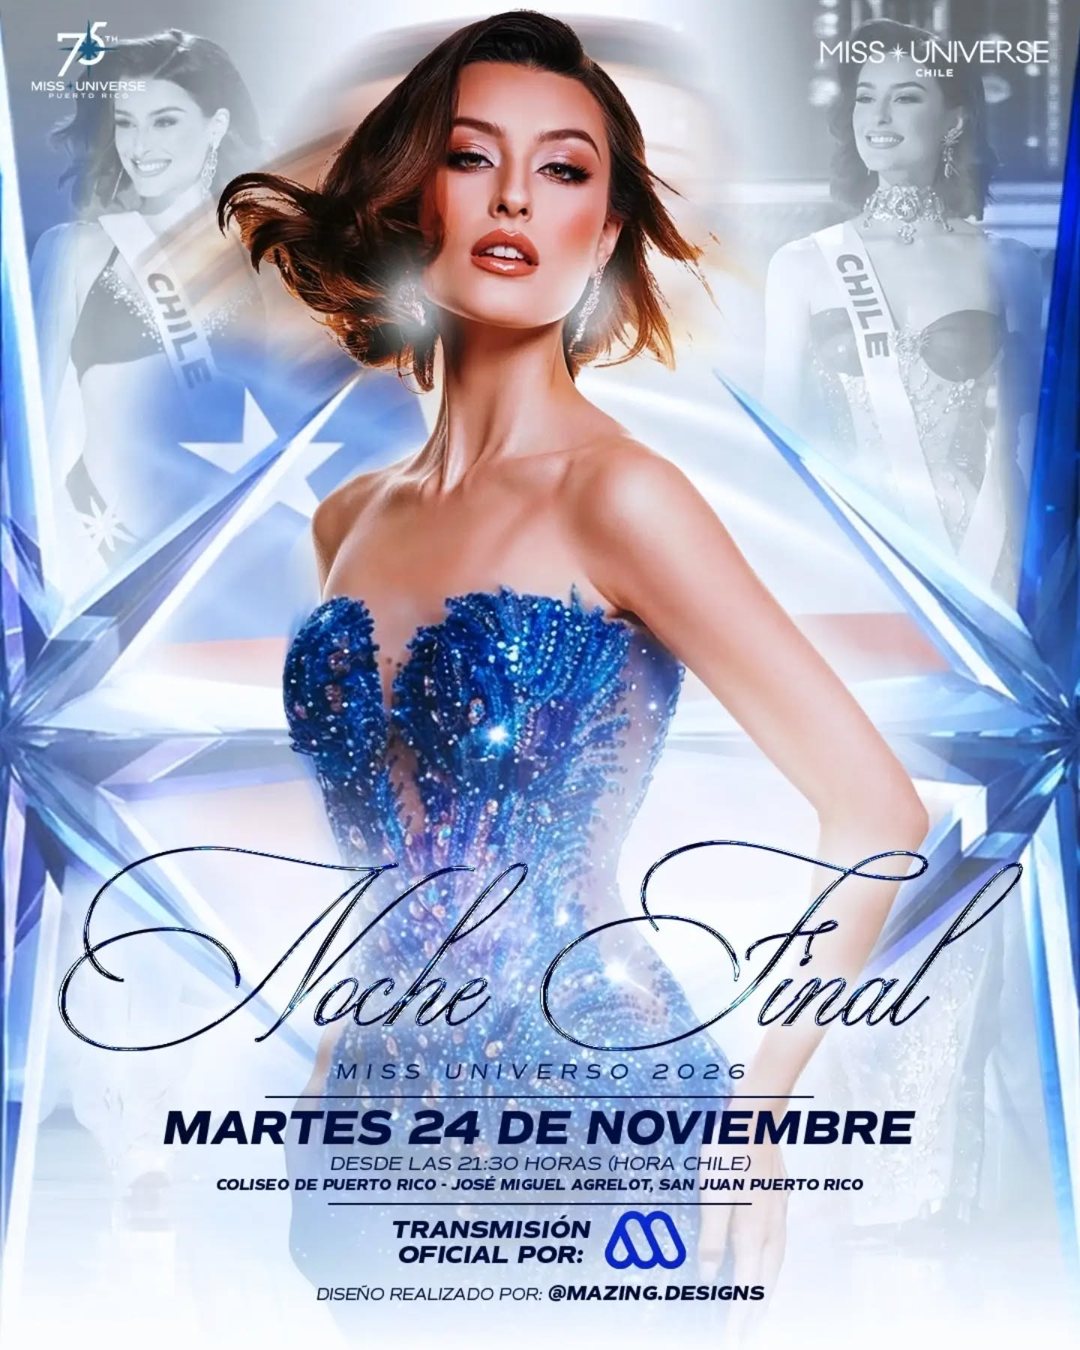 75TH
MISS UNIVERSE
PUERTO RICO
MISS UNIVERSE
CHILE
CHILE
CHILE
Noche Final
MISS UNIVERSO 2026
MARTES 24 DE NOVIEMBRE
DESDE LAS 21:30 HORAS (HORA CHILE)
COLISEO DE PUERTO RICO - JOSÉ MIGUEL AGRELOT, SAN JUAN PUERTO RICO
TRANSMISIÓN
OFICIAL POR:
DISEÑO REALIZADO POR: @MAZING.DESIGNS